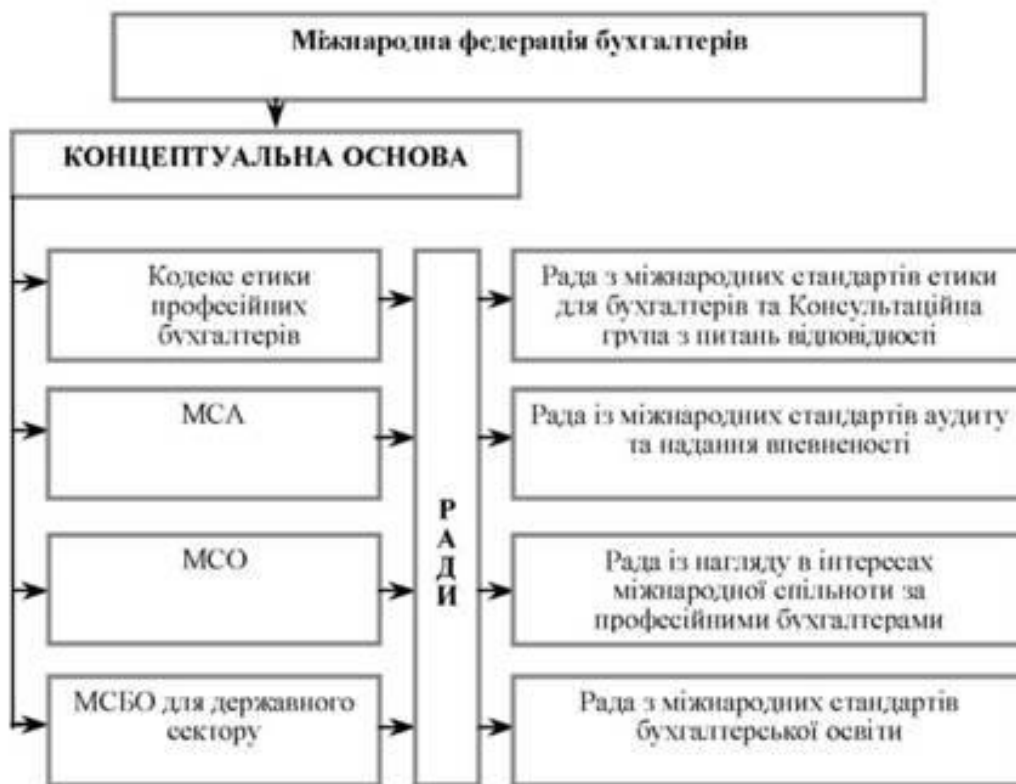 Міжнародна федерація бухгалтерів
КОНЦЕПТУАЛЬНА ОСНОВА
Кодекс етики
професійних
бухгалтерів
МСА
МСО
МСБО для державного
сектору
Р
А
Д
И
Рада з міжнародних стандартів етики
для бухгалтерів та Консультаційна
група з питань відповідності
Рада із міжнародних стандартів аудиту
та надання впевненості
Рада із нагляду в інтересах
міжнародної спільноти за
професійними бухгалтерами
Рада з міжнародних стандартів
бухгалтерської освіти